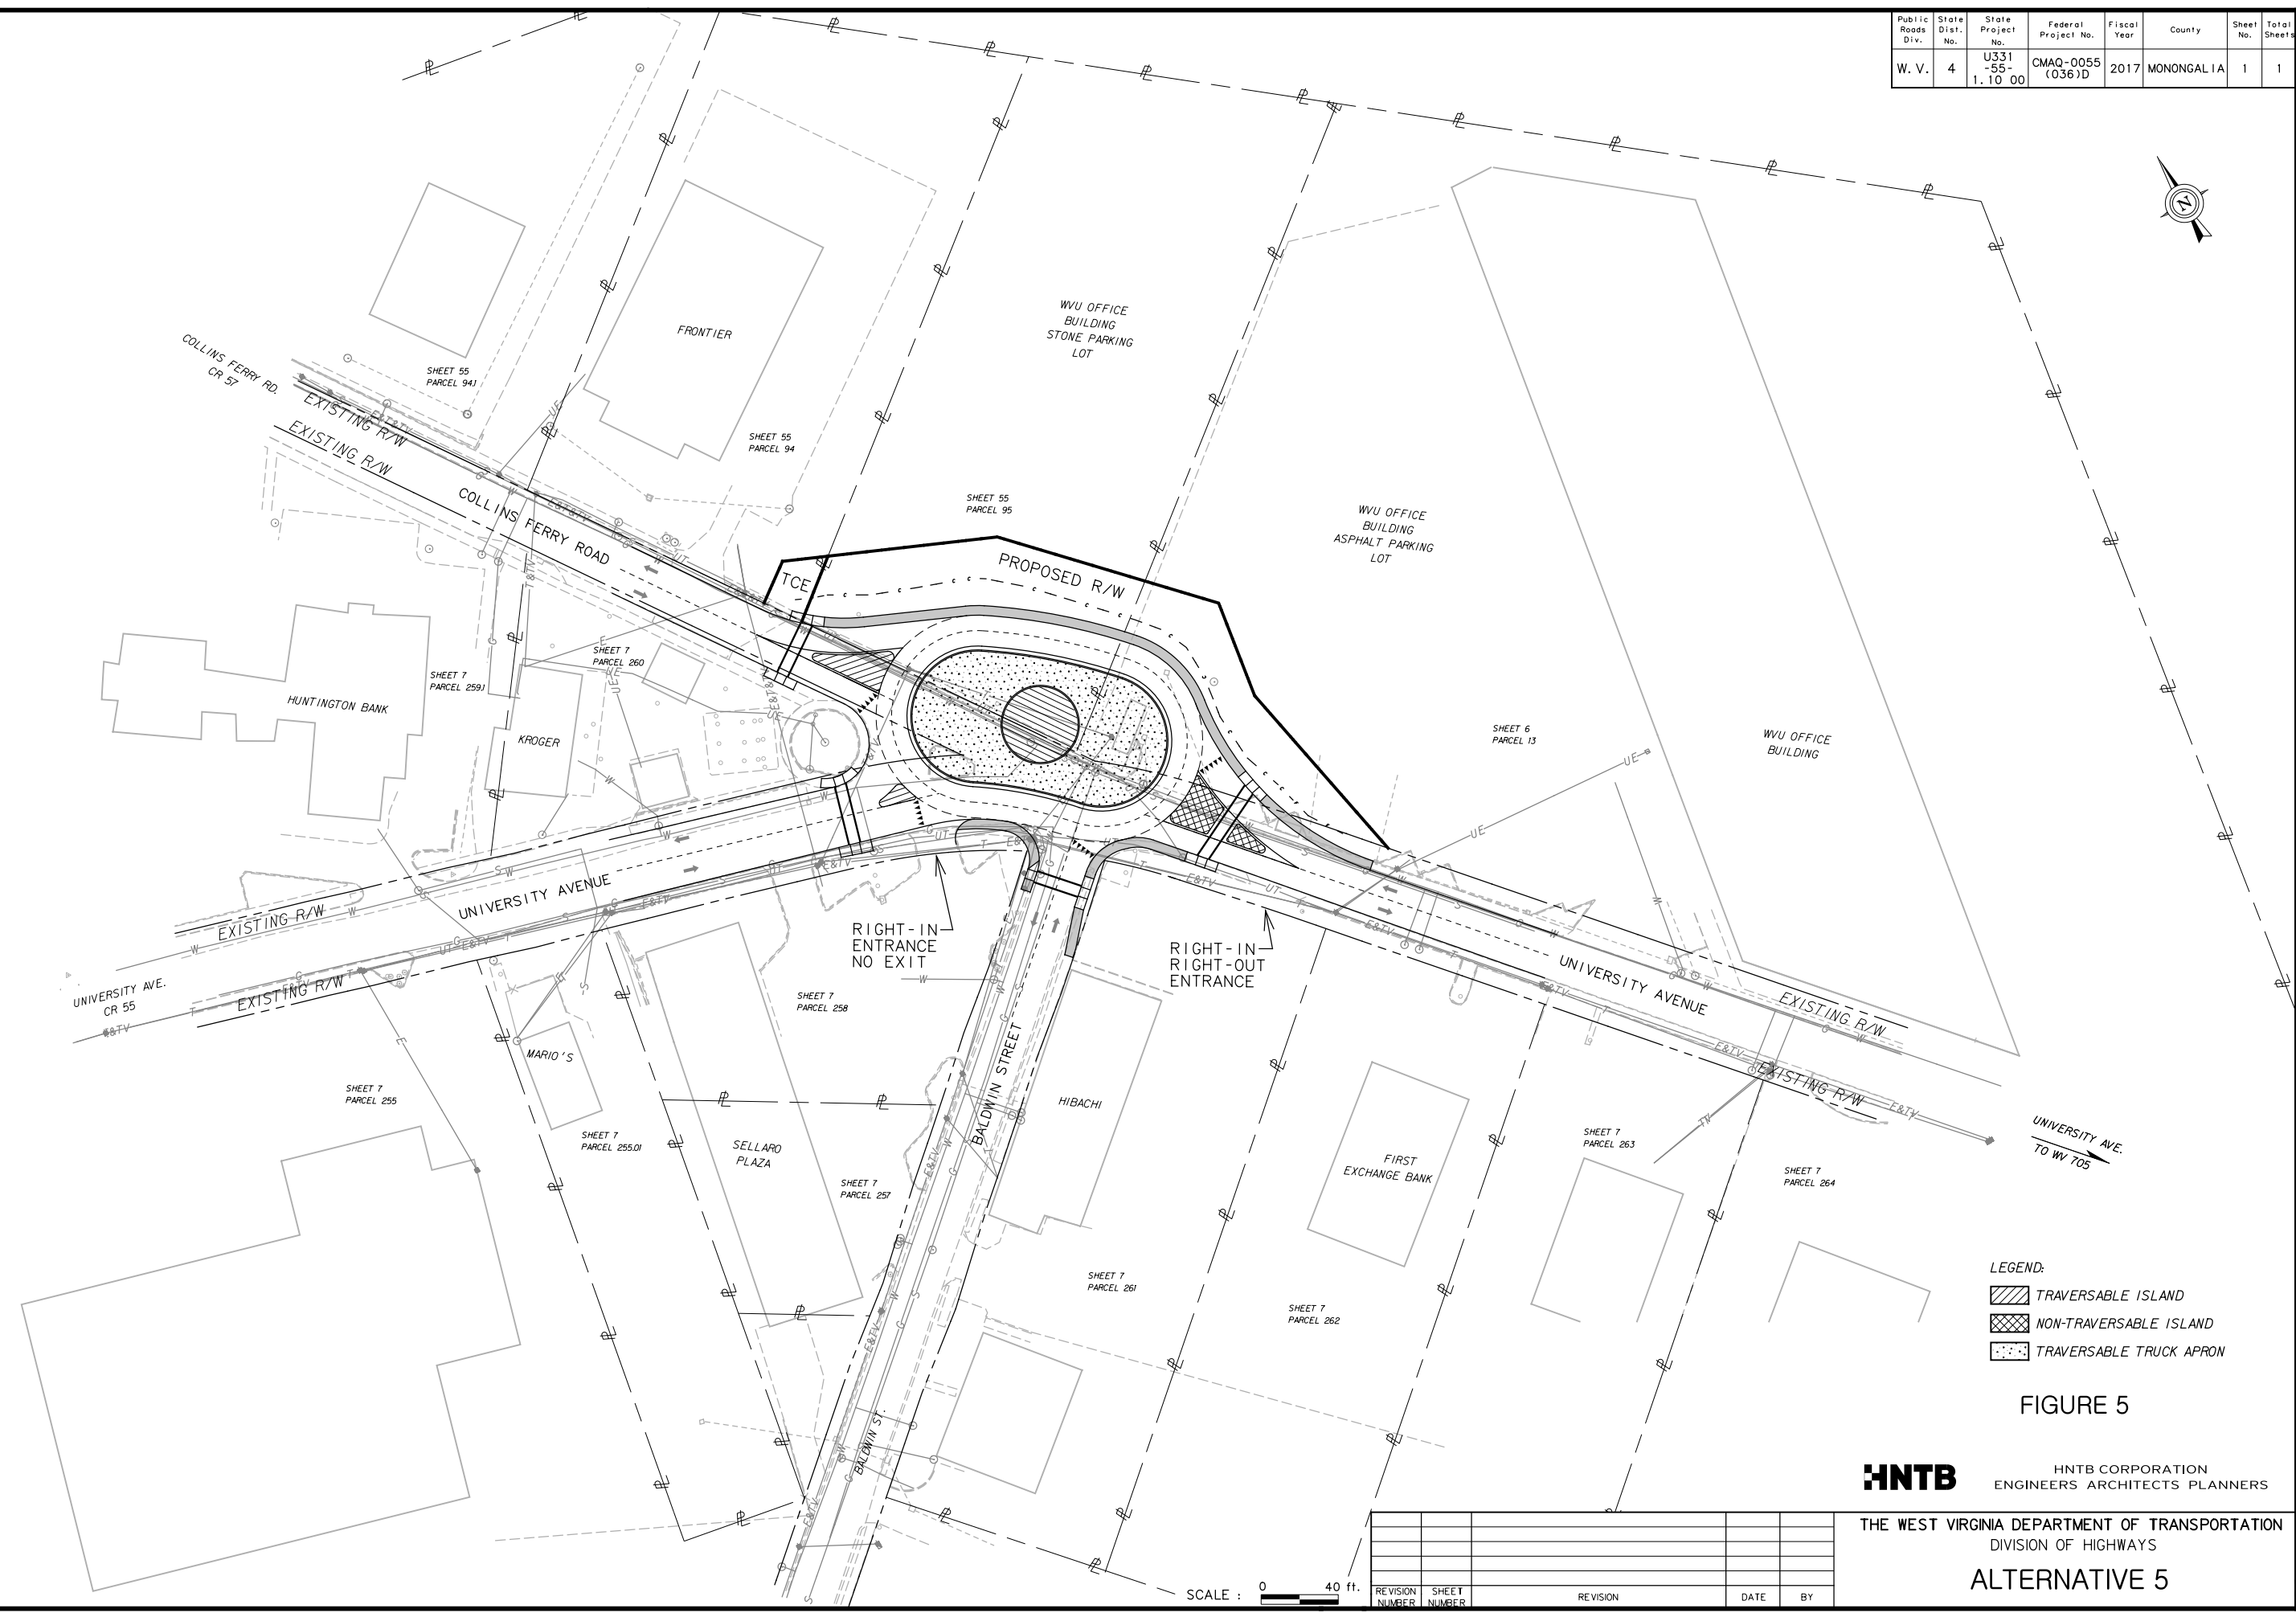 Public Roads Div.
State Dist. No.
State Project No.
Federal Project No.
Fiscal Year
County
Sheet No.
Total Sheets
W. V.
4
U331 -55- 1.10 00
CMAQ-0055 (036)D
2017
MONONGALIA
1
1
N
COLLINS FERRY RD.
CR 57
EXISTING R/W
EXISTING R/W
SHEET 55
PARCEL 94.1
FRONTIER
SHEET 55
PARCEL 94
WVU OFFICE
BUILDING
STONE PARKING
LOT
SHEET 55
PARCEL 95
WVU OFFICE
BUILDING
ASPHALT PARKING
LOT
COLLINS FERRY ROAD
TCE
PROPOSED R/W
SHEET 7
PARCEL 260
SHEET 7
PARCEL 259.1
HUNTINGTON BANK
KROGER
SHEET 6
PARCEL 13
WVU OFFICE
BUILDING
UNIVERSITY AVENUE
EXISTING R/W
EXISTING R/W
UNIVERSITY AVE.
CR 55
RIGHT-IN
ENTRANCE
NO EXIT
RIGHT-IN
RIGHT-OUT
ENTRANCE
UNIVERSITY AVENUE
EXISTING R/W
EXISTING R/W
UNIVERSITY AVE.
TO WV 705
SHEET 7
PARCEL 258
MARIO'S
BALDWIN STREET
HIBACHI
SHEET 7
PARCEL 255
SHEET 7
PARCEL 255.01
SELLARO
PLAZA
SHEET 7
PARCEL 257
FIRST
EXCHANGE BANK
SHEET 7
PARCEL 263
SHEET 7
PARCEL 264
SHEET 7
PARCEL 261
SHEET 7
PARCEL 262
BALDWIN ST.
LEGEND:
TRAVERSABLE ISLAND
NON-TRAVERSABLE ISLAND
TRAVERSABLE TRUCK APRON
FIGURE 5
HNTB
HNTB CORPORATION
ENGINEERS ARCHITECTS PLANNERS
SCALE : 0 40 ft.
REVISION NUMBER
SHEET NUMBER
REVISION
DATE
BY
THE WEST VIRGINIA DEPARTMENT OF TRANSPORTATION
DIVISION OF HIGHWAYS
ALTERNATIVE 5